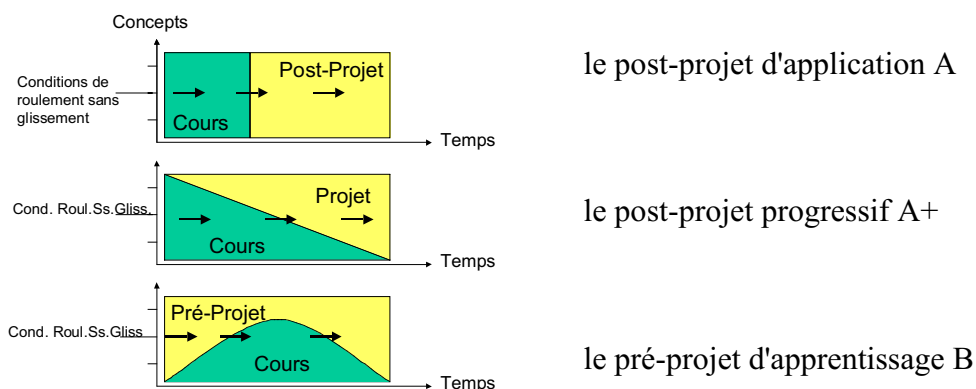 Concepts
Conditions de
roulement sans
glissement
Post-Projet
Cours
Temps
le post-projet d'application A
Cond. Roul.Ss.Gliss.
Projet
Cours
Temps
le post-projet progressif A+
Cond. Roul.Ss.Gliss
Pré-Projet
Cours
Temps
le pré-projet d'apprentissage B